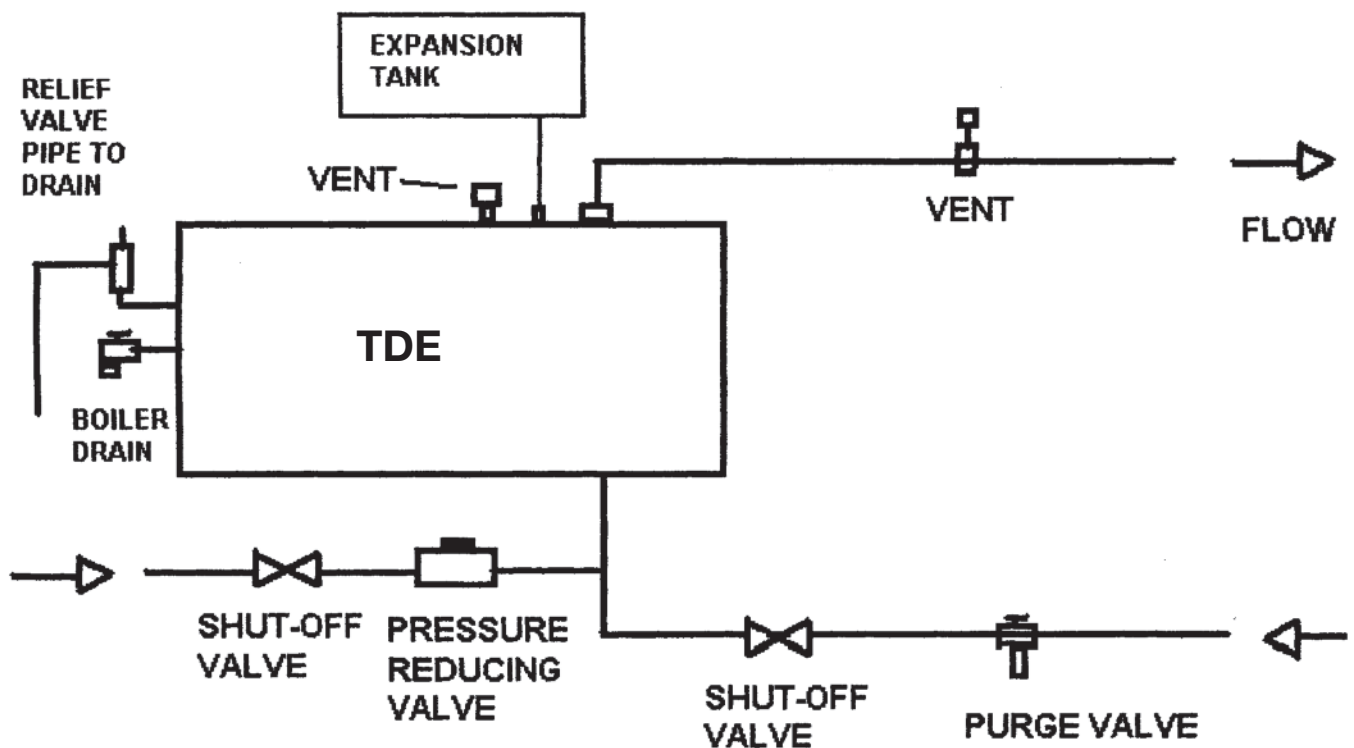 EXPANSION
TANK
RELIEF
VALVE
PIPE TO
DRAIN
VENT
VENT
FLOW
TDE
BOILER
DRAIN
SHUT-OFF
VALVE
PRESSURE
REDUCING
VALVE
SHUT-OFF
VALVE
PURGE VALVE